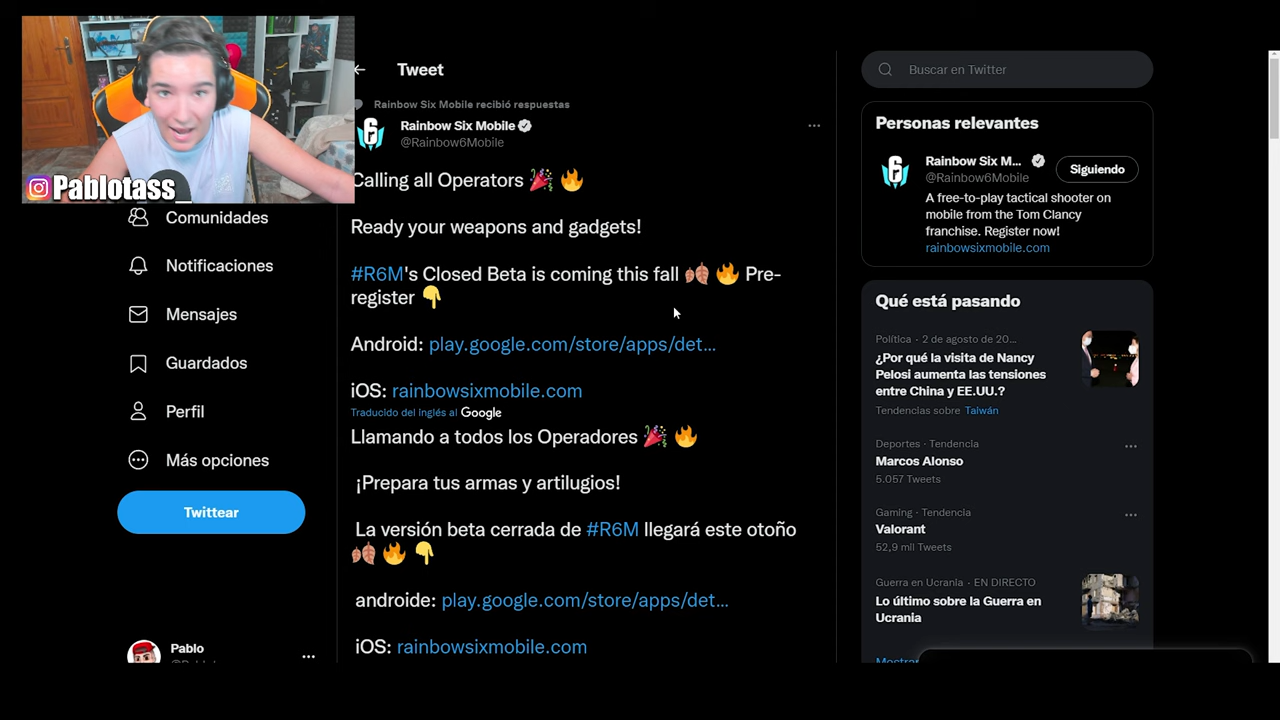 Pablotass_
Comunidades
Notificaciones
Mensajes
Guardados
Perfil
Más opciones
Twittear
Pablo
Tweet
Rainbow Six Mobile recibió respuestas
Rainbow Six Mobile
@Rainbow6Mobile
Calling all Operators 🎉 🔥
Ready your weapons and gadgets!
#R6M's Closed Beta is coming this fall 🍂 🔥 Pre-
register 👇
Android: play.google.com/store/apps/det...
iOS: rainbowsixmobile.com
Traducido del inglés al Google
Llamando a todos los Operadores 🎉 🔥
¡Prepara tus armas y artilugios!
La versión beta cerrada de #R6M llegará este otoño
🍂 🔥 👇
androide: play.google.com/store/apps/det...
iOS: rainbowsixmobile.com
Buscar en Twitter
Personas relevantes
Rainbow Six M...
@Rainbow6Mobile
Siguiendo
A free-to-play tactical shooter on
mobile from the Tom Clancy
franchise. Register now!
rainbowsixmobile.com
Qué está pasando
Política · 2 de agosto de 20...
¿Por qué la visita de Nancy
Pelosi aumenta las tensiones
entre China y EE.UU.?
Tendencias sobre Taiwán
Deportes · Tendencia
Marcos Alonso
5.057 Tweets
Gaming · Tendencia
Valorant
52,9 mil Tweets
Guerra en Ucrania · EN DIRECTO
Lo último sobre la Guerra en
Ucrania